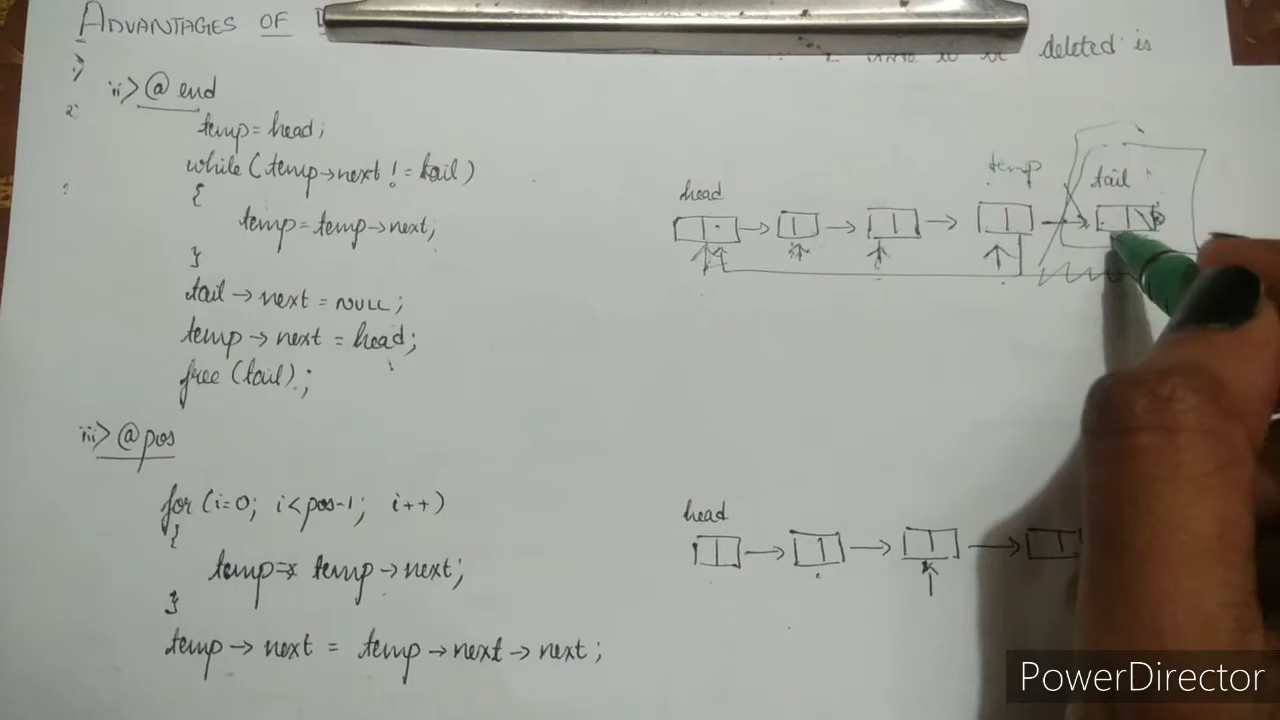 ADVANTAGES OF
deleted is
ii> @ end
temp = head;
while (temp→next != tail)
{
temp = temp→next;
}
tail → next = NULL;
temp → next = head;
free (tail);
temp
tail
head
iii> @ pos
for (i=0; i<pos-1; i++)
{
temp = temp→next;
}
temp → next = temp → next → next;
head
PowerDirector